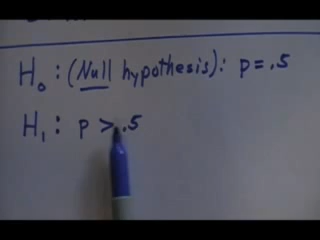 H₀: (Null hypothesis): p = .5
H₁: p > .5